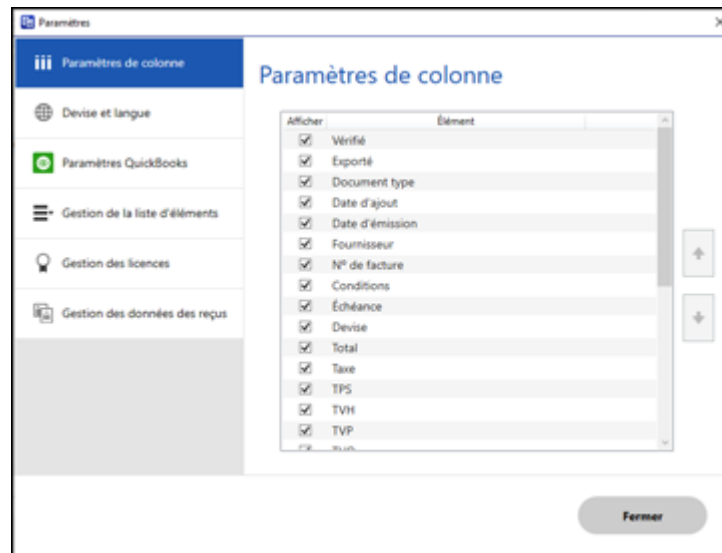 Paramètres
Paramètres de colonne
Devise et langue
Paramètres QuickBooks
Gestion de la liste d'éléments
Gestion des licences
Gestion des données des reçus
Paramètres de colonne
Afficher Élément
Vérifié
Exporté
Document type
Date d'ajout
Date d'émission
Fournisseur
Nº de facture
Conditions
Échéance
Devise
Total
Taxe
TPS
TVH
TVP
Fermer